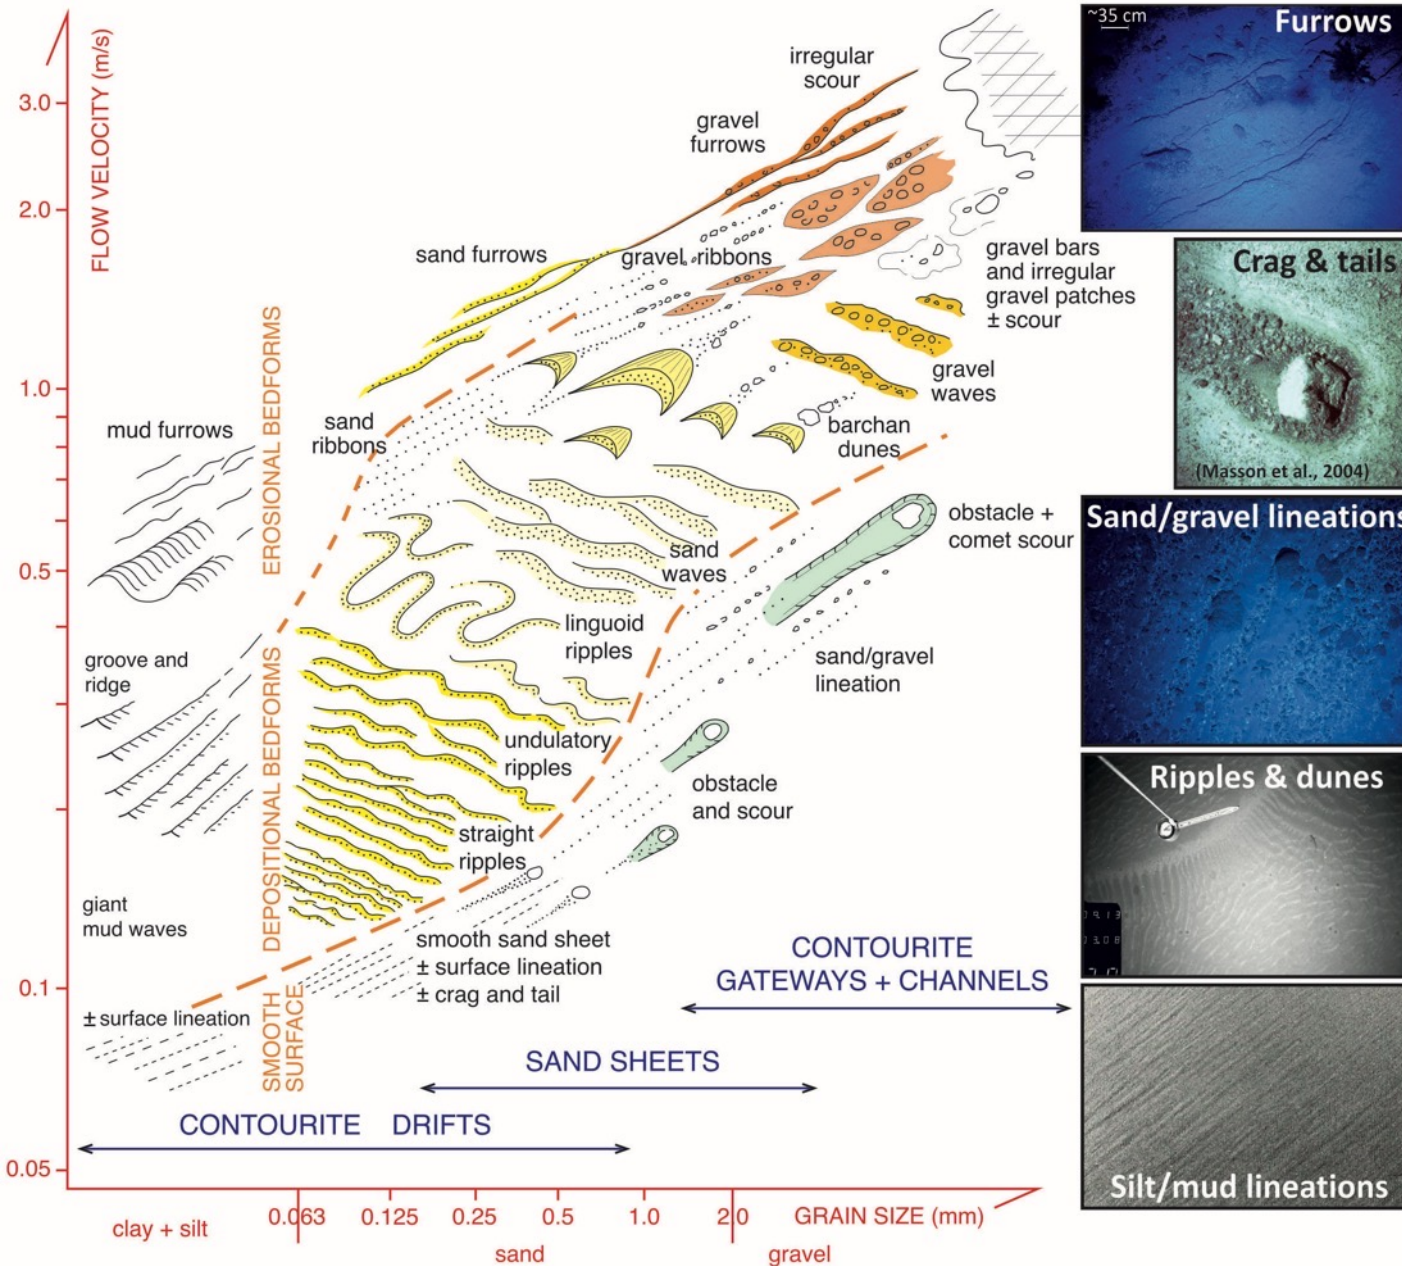 FLOW VELOCITY (m/s)
3.0
2.0
1.0
0.5
0.1
0.05
irregular
scour
gravel
furrows
sand furrows
gravel ribbons
gravel bars
and irregular
gravel patches
± scour
gravel
waves
barchan
dunes
sand
ribbons
mud furrows
EROSIONAL BEDFORMS
sand
waves
obstacle +
comet scour
linguoid
ripples
sand/gravel
lineation
groove and
ridge
DEPOSITIONAL BEDFORMS
undulatory
ripples
obstacle
and scour
straight
ripples
giant
mud waves
smooth sand sheet
± surface lineation
± crag and tail
± surface lineation
SMOOTH
SURFACE
CONTOURITE
GATEWAYS + CHANNELS
SAND SHEETS
CONTOURITE DRIFTS
clay + silt
0.063
0.125
0.25
0.5
1.0
2.0
GRAIN SIZE (mm)
sand
gravel
~35 cm
Furrows
Crag & tails
(Masson et al., 2004)
Sand/gravel lineations
Ripples & dunes
09.13
03.08
Silt/mud lineations